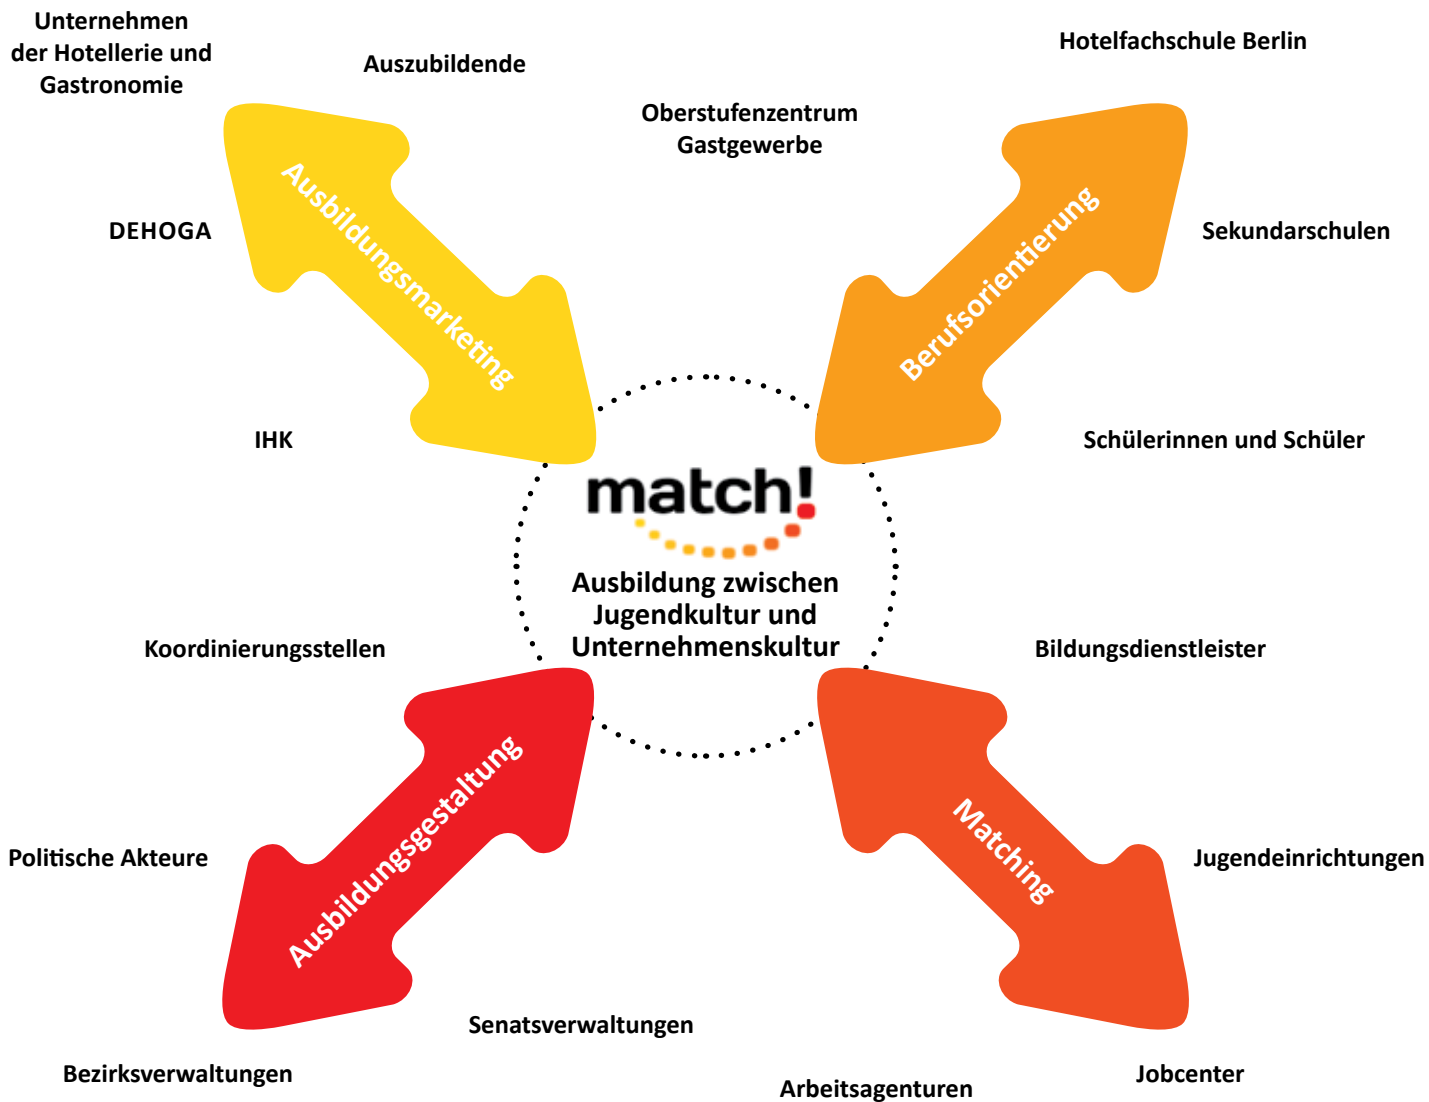 Unternehmen
der Hotellerie und
Gastronomie
Auszubildende
Oberstufenzentrum
Gastgewerbe
Hotelfachschule Berlin
DEHOGA
Ausbildungsmarketing
Berufsorientierung
Sekundarschulen
IHK
Schülerinnen und Schüler
match!
Ausbildung zwischen
Jugendkultur und
Unternehmenskultur
Koordinierungsstellen
Bildungsdienstleister
Ausbildungsgestaltung
Matching
Politische Akteure
Jugendeinrichtungen
Senatsverwaltungen
Bezirksverwaltungen
Arbeitsagenturen
Jobcenter